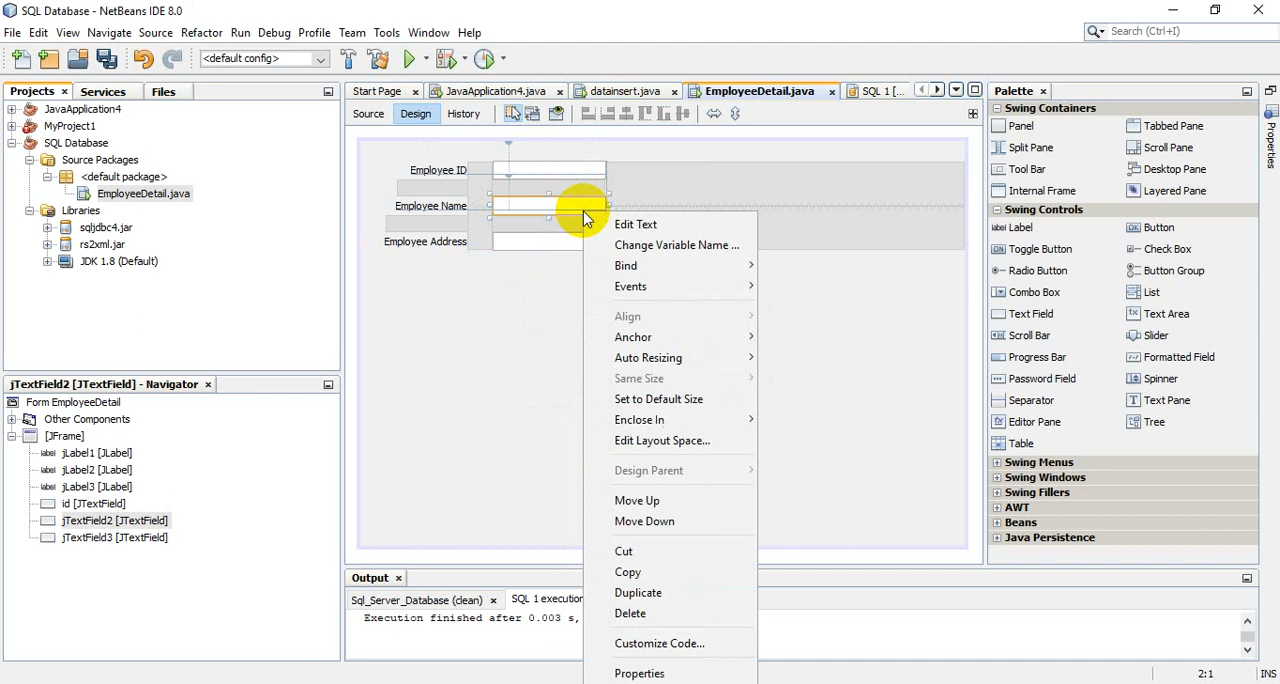 SQL Database - NetBeans IDE 8.0
File Edit View Navigate Source Refactor Run Debug Profile Team Tools Window Help
Search (Ctrl+I)
<default config>
Projects Services Files
JavaApplication4
MyProject1
SQL Database
Source Packages
<default package>
EmployeeDetail.java
Libraries
sqljdbc4.jar
rs2xml.jar
JDK 1.8 (Default)
jTextField2 [JTextField] - Navigator
Form EmployeeDetail
Other Components
[JFrame]
label jLabel1 [JLabel]
label jLabel2 [JLabel]
label jLabel3 [JLabel]
id [JTextField]
jTextField2 [JTextField]
jTextField3 [JTextField]
Start Page JavaApplication4.java datainsert.java EmployeeDetail.java SQL 1 [...
Source Design History
Employee ID
Employee Name
Employee Address
Edit Text
Change Variable Name ...
Bind
Events
Align
Anchor
Auto Resizing
Same Size
Set to Default Size
Enclose In
Edit Layout Space...
Design Parent
Move Up
Move Down
Cut
Copy
Duplicate
Delete
Customize Code...
Properties
Output
Sql_Server_Database (clean) SQL 1 execution
Execution finished after 0.003 s,
Palette
Swing Containers
Panel Tabbed Pane
Split Pane Scroll Pane
Tool Bar Desktop Pane
Internal Frame Layered Pane
Swing Controls
label Label OK Button
ON Toggle Button Check Box
Radio Button Button Group
Combo Box List
Text Field Text Area
Scroll Bar Slider
Progress Bar Formatted Field
Password Field Spinner
Separator Text Pane
Editor Pane Tree
Table
Swing Menus
Swing Windows
Swing Fillers
AWT
Beans
Java Persistence
Properties
2:1 INS